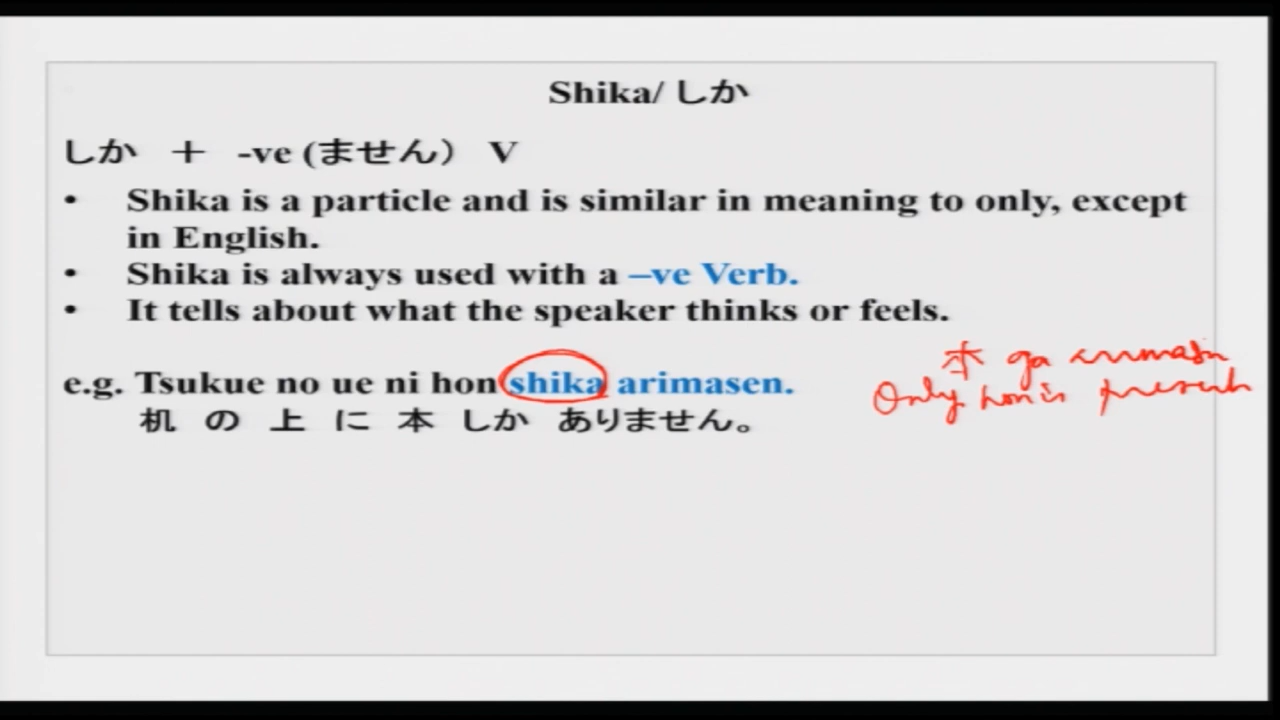 Shika/ しか
しか + -ve (ません) V
• Shika is a particle and is similar in meaning to only, except
in English.
• Shika is always used with a –ve Verb.
• It tells about what the speaker thinks or feels.
本 ga
e.g. Tsukue no ue ni hon shika arimasen.
Only hon is present
机 の 上 に 本 しか ありません。